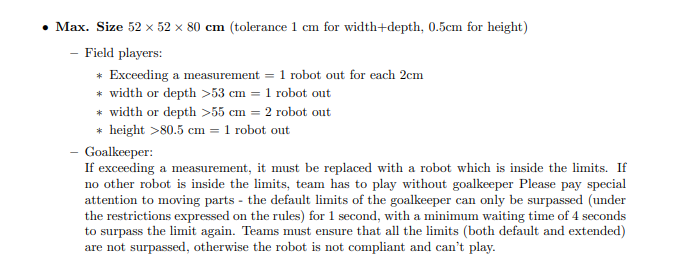 • Max. Size 52 × 52 × 80 cm (tolerance 1 cm for width+depth, 0.5cm for height)
– Field players:
∗ Exceeding a measurement = 1 robot out for each 2cm
∗ width or depth >53 cm = 1 robot out
∗ width or depth >55 cm = 2 robot out
∗ height >80.5 cm = 1 robot out
– Goalkeeper:
If exceeding a measurement, it must be replaced with a robot which is inside the limits. If
no other robot is inside the limits, team has to play without goalkeeper Please pay special
attention to moving parts - the default limits of the goalkeeper can only be surpassed (under
the restrictions expressed on the rules) for 1 second, with a minimum waiting time of 4 seconds
to surpass the limit again. Teams must ensure that all the limits (both default and extended)
are not surpassed, otherwise the robot is not compliant and can't play.